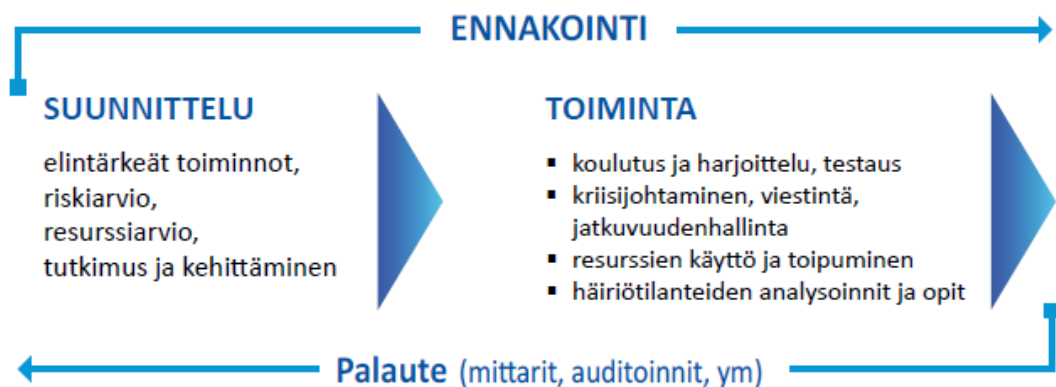 ENNAKOINTI
SUUNNITTELU
elintärkeät toiminnot,
riskiarvio,
resurssiarvio,
tutkimus ja kehittäminen
TOIMINTA
▪ koulutus ja harjoittelu, testaus
▪ kriisijohtaminen, viestintä,
jatkuvuudenhallinta
▪ resurssien käyttö ja toipuminen
▪ häiriötilanteiden analysoinnit ja opit
Palaute (mittarit, auditoinnit, ym)